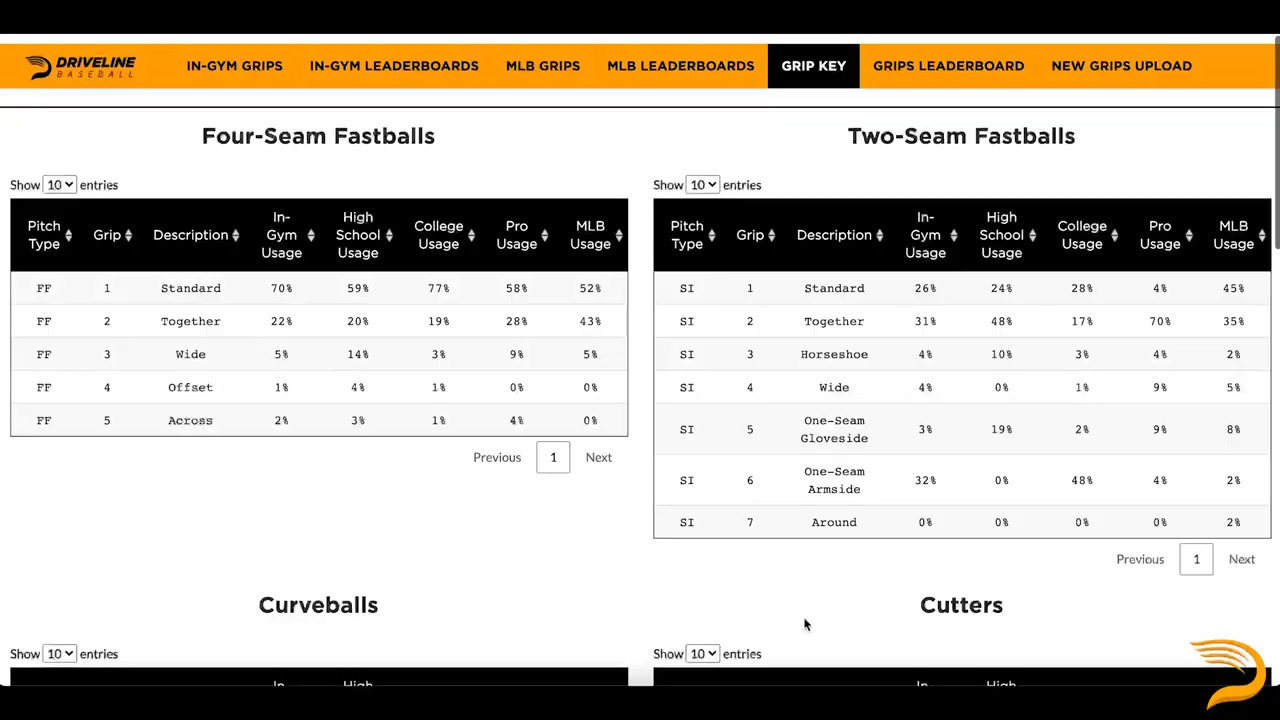 DRIVELINE
BASEBALL
IN-GYM GRIPS IN-GYM LEADERBOARDS MLB GRIPS MLB LEADERBOARDS GRIP KEY GRIPS LEADERBOARD NEW GRIPS UPLOAD
Four-Seam Fastballs
Show 10 entries
Pitch Type Grip Description In-Gym Usage High School Usage College Usage Pro Usage MLB Usage
FF 1 Standard 70% 59% 77% 58% 52%
FF 2 Together 22% 20% 19% 28% 43%
FF 3 Wide 5% 14% 3% 9% 5%
FF 4 Offset 1% 4% 1% 0% 0%
FF 5 Across 2% 3% 1% 4% 0%
Previous 1 Next
Two-Seam Fastballs
Show 10 entries
Pitch Type Grip Description In-Gym Usage High School Usage College Usage Pro Usage MLB Usage
SI 1 Standard 26% 24% 28% 4% 45%
SI 2 Together 31% 48% 17% 70% 35%
SI 3 Horseshoe 4% 10% 3% 4% 2%
SI 4 Wide 4% 0% 1% 9% 5%
SI 5 One-Seam Gloveside 3% 19% 2% 9% 8%
SI 6 One-Seam Armside 32% 0% 48% 4% 2%
SI 7 Around 0% 0% 0% 0% 2%
Previous 1 Next
Curveballs
Show 10 entries
In- High
Cutters
Show 10 entries
In- High